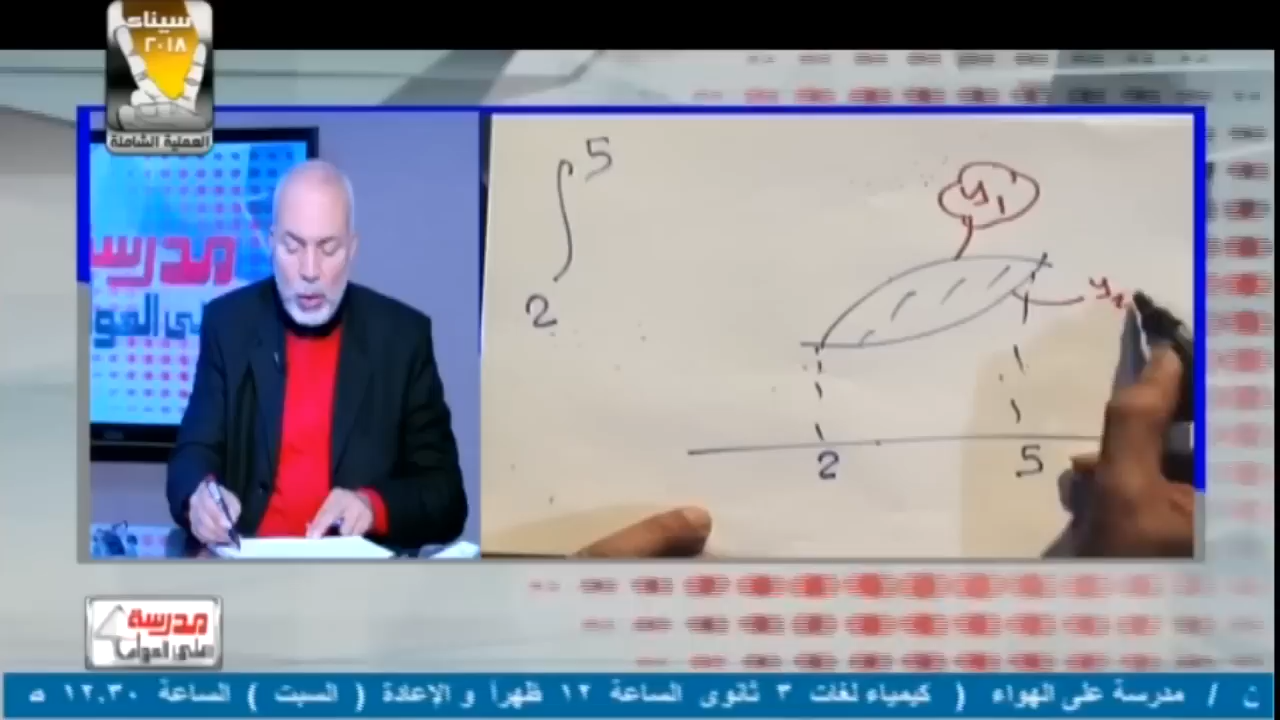 سيناء
٢٠١٨
العملية الشاملة
مدرسة
على الهوا
5
2
y₁
y₂
2
5
مدرسة
على الهواء
ن / مدرسة على الهواء ( كيمياء لغات ٣ ثانوى الساعة ١٢ ظهراً و الإعادة ( السبت ) الساعة ١٢.٣٠ م